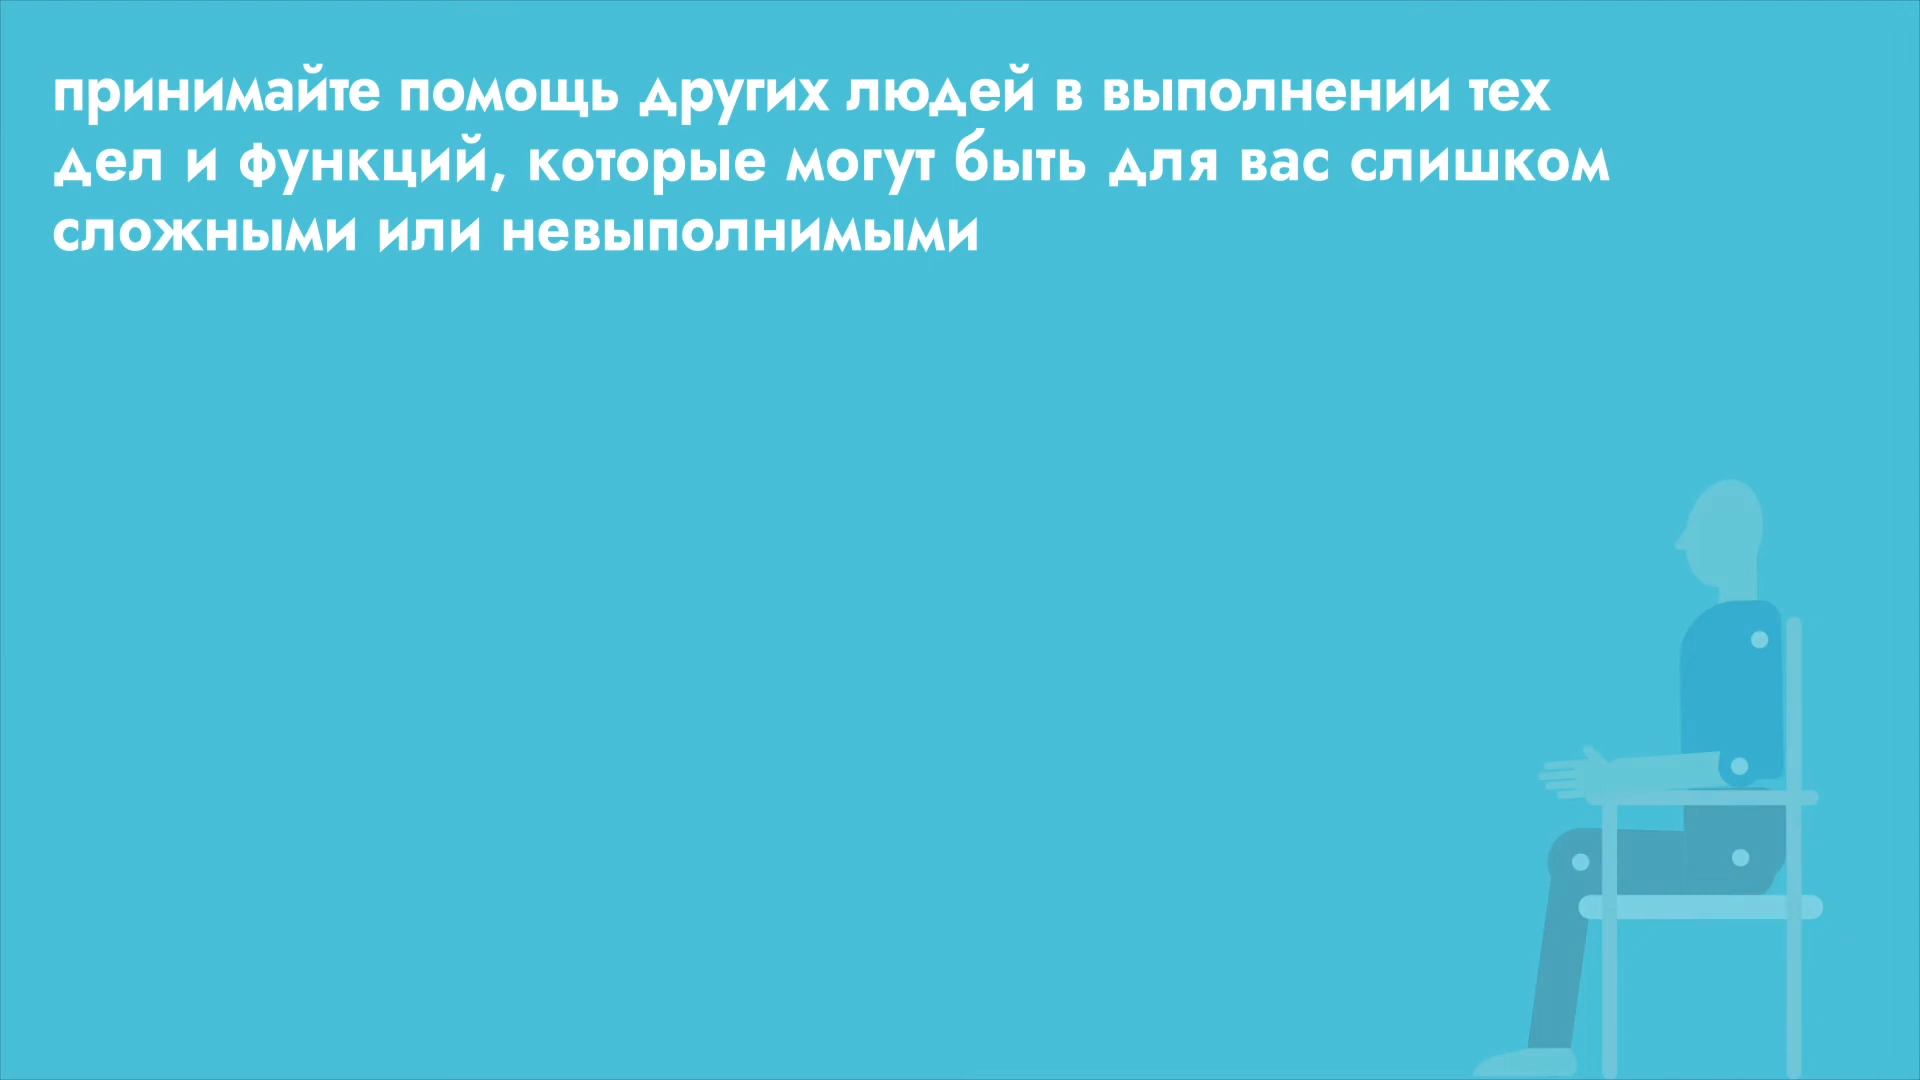 принимайте помощь других людей в выполнении тех
дел и функций, которые могут быть для вас слишком
сложными или невыполнимыми